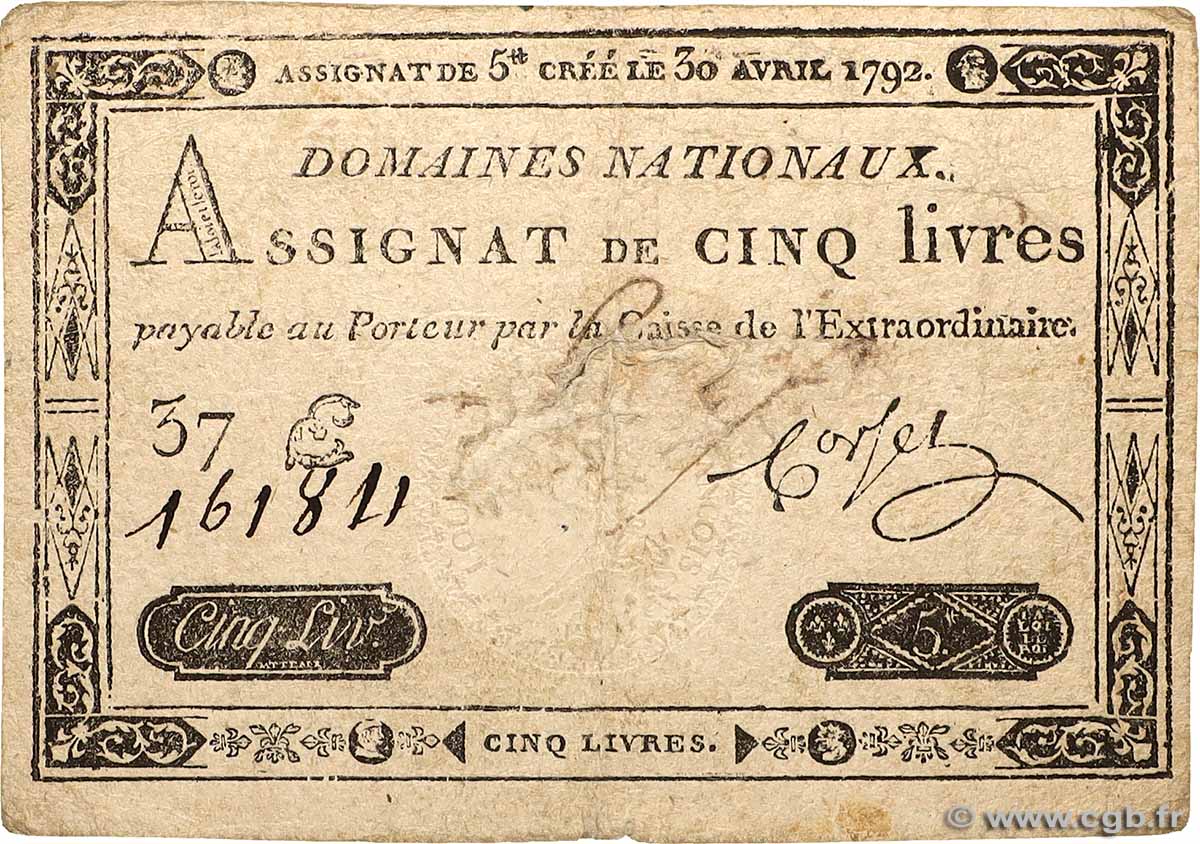 ASSIGNAT DE 5tt CRÉÉ LE 30 AVRIL 1792.
DOMAINES NATIONAUX.
ASSIGNAT DE CINQ livres
payable au Porteur par la Caisse de l'Extraordinaire.
37 C
Corsel
Cinq Liv.
5.
LA LOI ET LE ROI
CINQ LIVRES.
© www.cgb.fr